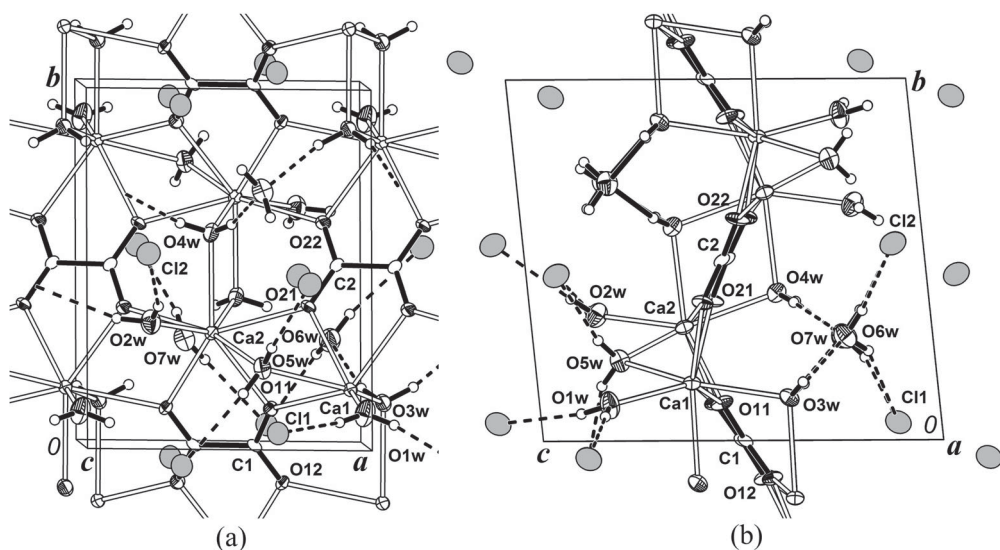 b
O4w
O22
Cl2
C2
O21
Ca2
O6w
O2w
O7w
O5w
O11
Ca1
O3w
Cl1
0
c
C1
a
O1w
O12
(a)
b
O22
C2
Cl2
O4w
O21
O2w
Ca2
O7w
O6w
O5w
O1w
Ca1
O11
O3w
Cl1
0
c
C1
a
O12
(b)